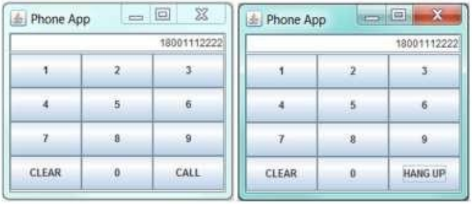 Phone App
18001112222
1 2 3
4 5 6
7 8 9
CLEAR 0 CALL
Phone App
18001112222
1 2 3
4 5 6
7 8 9
CLEAR 0 HANG UP